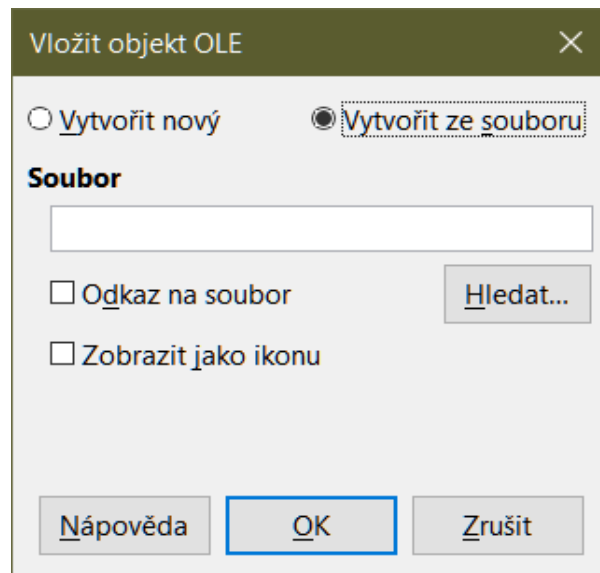 Vložit objekt OLE
Vytvořit nový Vytvořit ze souboru
Soubor
Odkaz na soubor Hledat...
Zobrazit jako ikonu
Nápověda OK Zrušit